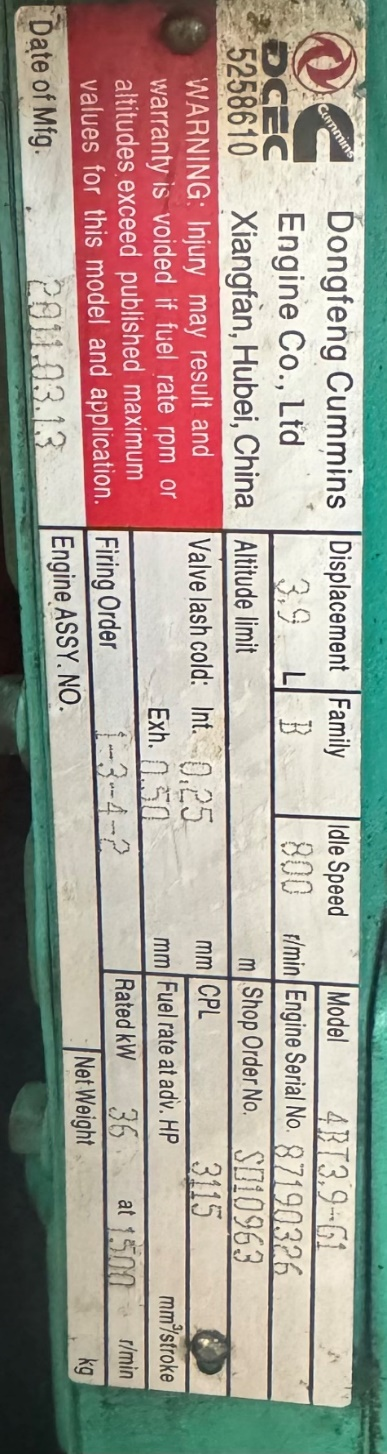 Cummins
DCEC
5258610
Dongfeng Cummins
Engine Co., Ltd
Xiangfan, Hubei, China
WARNING: Injury may result and
warranty is voided if fuel rate rpm or
altitudes exceed published maximum
values for this model and application.
Date of Mfg. 2011.03.13
Displacement 3.9 L
Family B
Idle Speed 800 r/min
Model 4BT3.9-G1
Engine Serial No. 87190326
Altitude limit m
Shop Order No. SO10963
Valve lash cold: Int. 0.25 mm
Exh. 0.50 mm
CPL 3115
Fuel rate at adv. HP mm³/stroke
Firing Order 1-3-4-2
Rated kW 36 at 1500 r/min
Engine ASSY. NO.
Net Weight kg